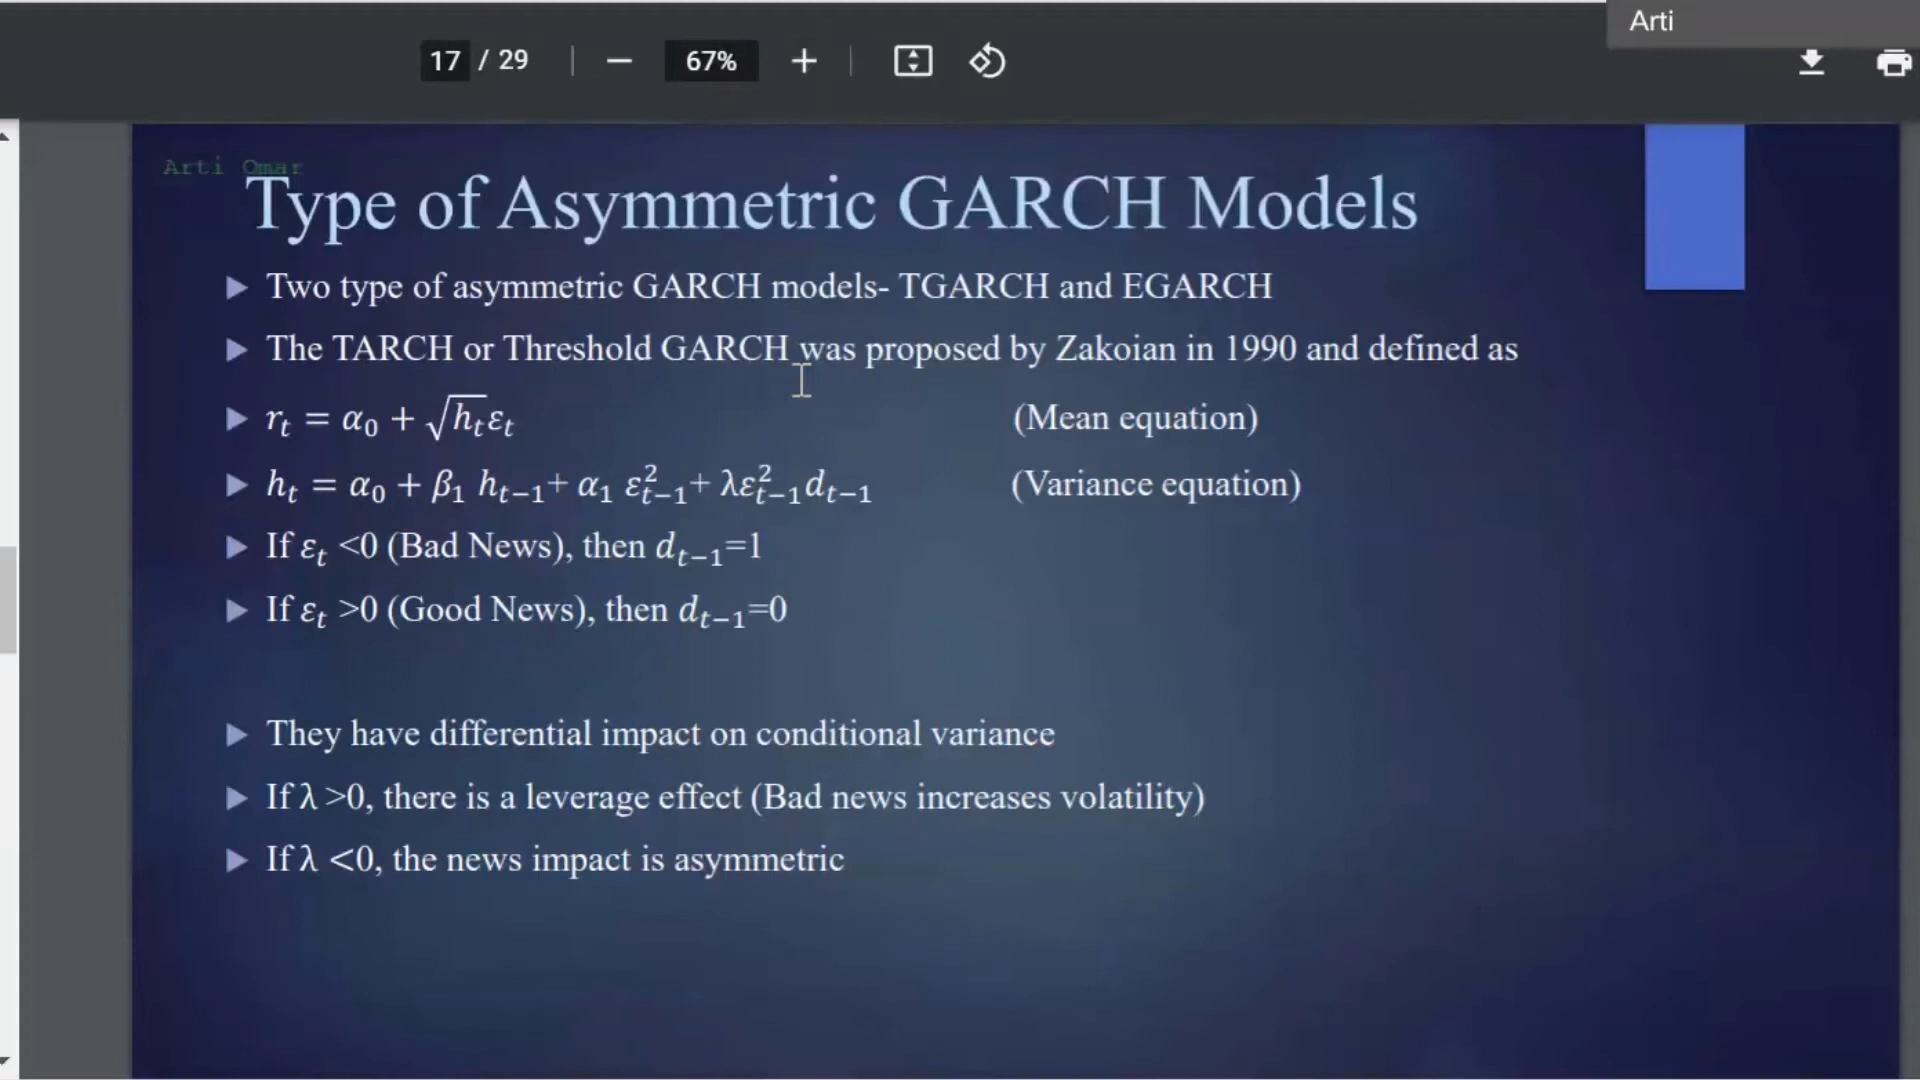 Arti
17 / 29 67%
Arti Omar
Type of Asymmetric GARCH Models
Two type of asymmetric GARCH models- TGARCH and EGARCH
The TARCH or Threshold GARCH was proposed by Zakoian in 1990 and defined as
r_t = α_0 + √h_t ε_t (Mean equation)
h_t = α_0 + β_1 h_{t−1}+ α_1 ε²_{t−1}+ λε²_{t−1}d_{t−1} (Variance equation)
If ε_t <0 (Bad News), then d_{t−1}=1
If ε_t >0 (Good News), then d_{t−1}=0
They have differential impact on conditional variance
If λ >0, there is a leverage effect (Bad news increases volatility)
If λ <0, the news impact is asymmetric